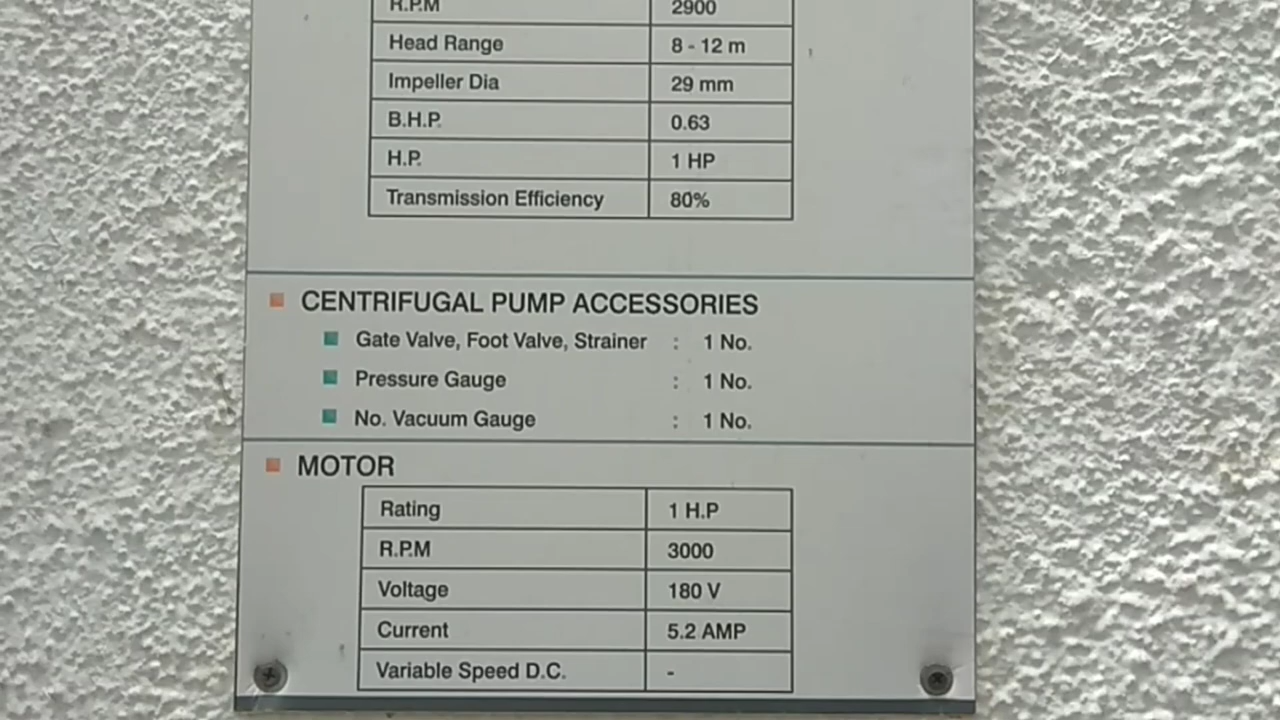 R.P.M 2900
Head Range 8 - 12 m
Impeller Dia 29 mm
B.H.P. 0.63
H.P. 1 HP
Transmission Efficiency 80%
CENTRIFUGAL PUMP ACCESSORIES
Gate Valve, Foot Valve, Strainer : 1 No.
Pressure Gauge : 1 No.
No. Vacuum Gauge : 1 No.
MOTOR
Rating 1 H.P
R.P.M 3000
Voltage 180 V
Current 5.2 AMP
Variable Speed D.C. -